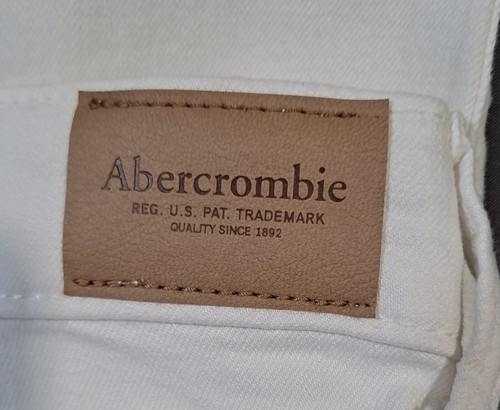 Abercrombie
REG. U.S. PAT. TRADEMARK
QUALITY SINCE 1892